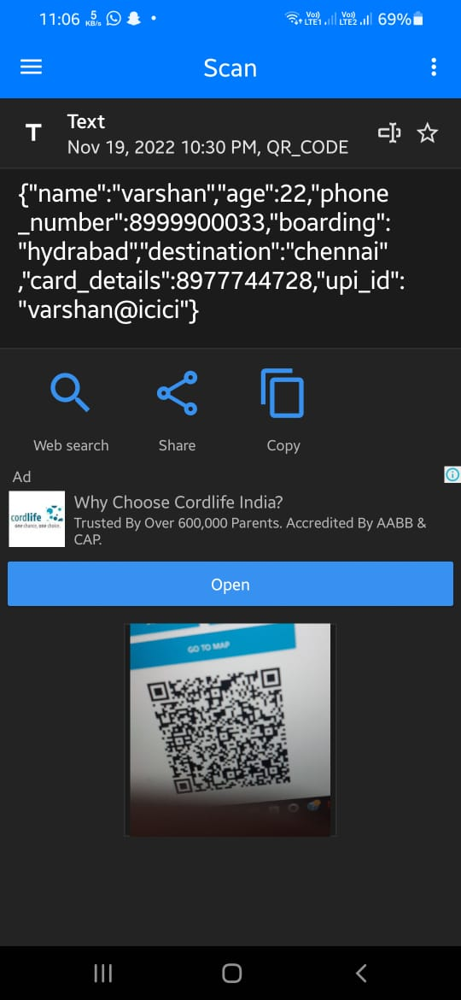 11:06 5 KB/s Vo) LTE1 Vo) LTE2 69%
Scan
T Text
Nov 19, 2022 10:30 PM, QR_CODE
{"name":"varshan","age":22,"phone
_number":8999900033,"boarding":
"hydrabad","destination":"chennai"
,"card_details":8977744728,"upi_id":
"varshan@icici"}
Web search Share Copy
Ad
cordlife
one chance, one choice.
Why Choose Cordlife India?
Trusted By Over 600,000 Parents. Accredited By AABB &
CAP.
Open
GO TO MAP